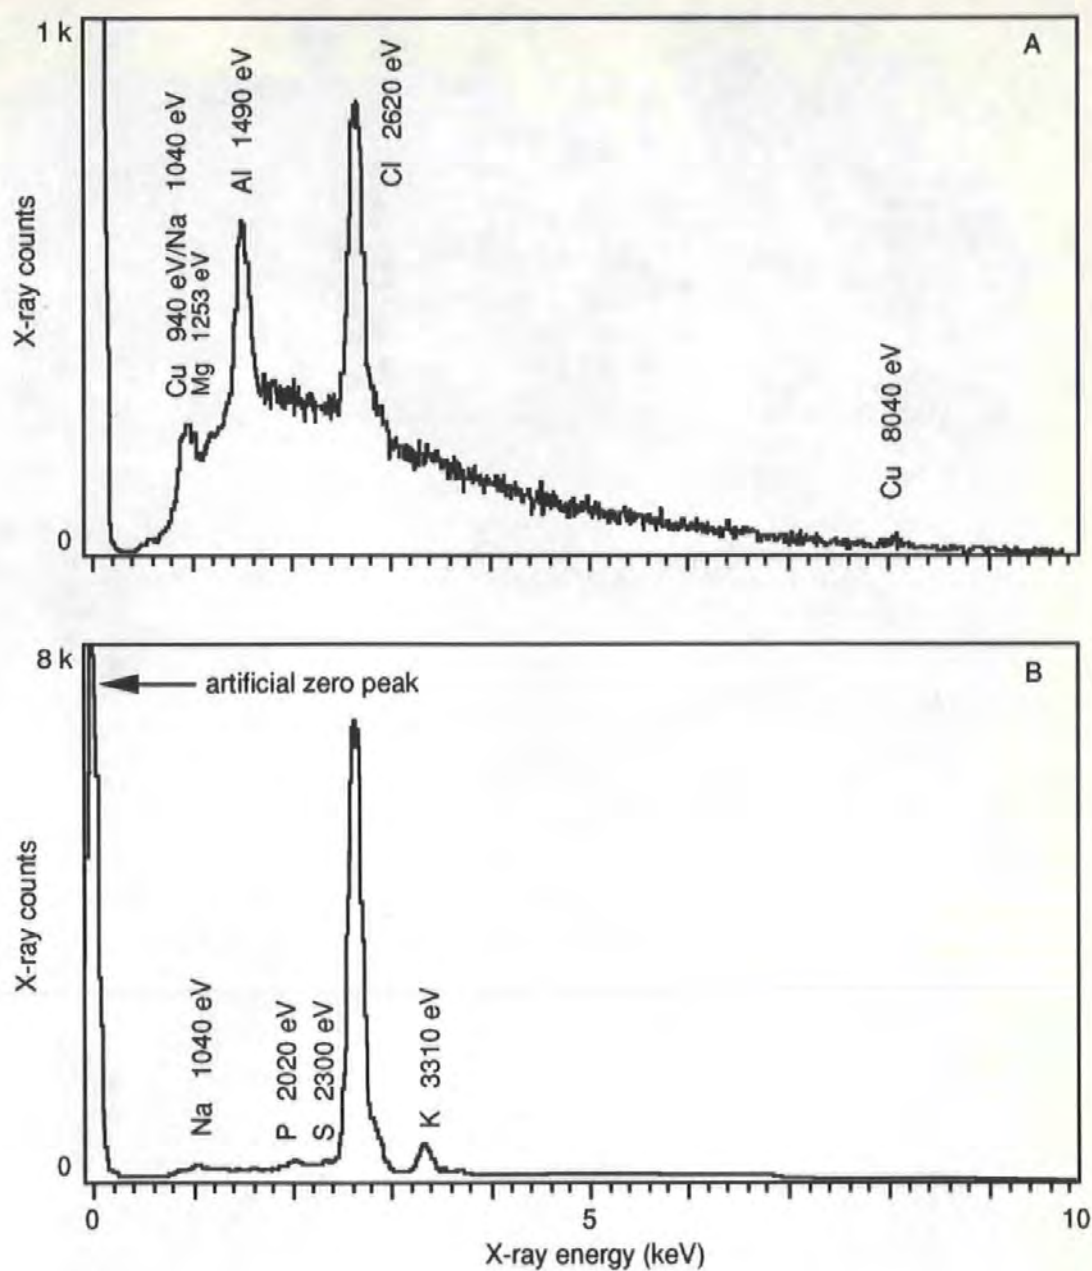 1 k
A
X-ray counts
Cu 940 eV/Na 1040 eV
Mg 1253 eV
Al 1490 eV
Cl 2620 eV
Cu 8040 eV
0
8 k
B
artificial zero peak
X-ray counts
Na 1040 eV
P 2020 eV
S 2300 eV
K 3310 eV
0
0
5
10
X-ray energy (keV)